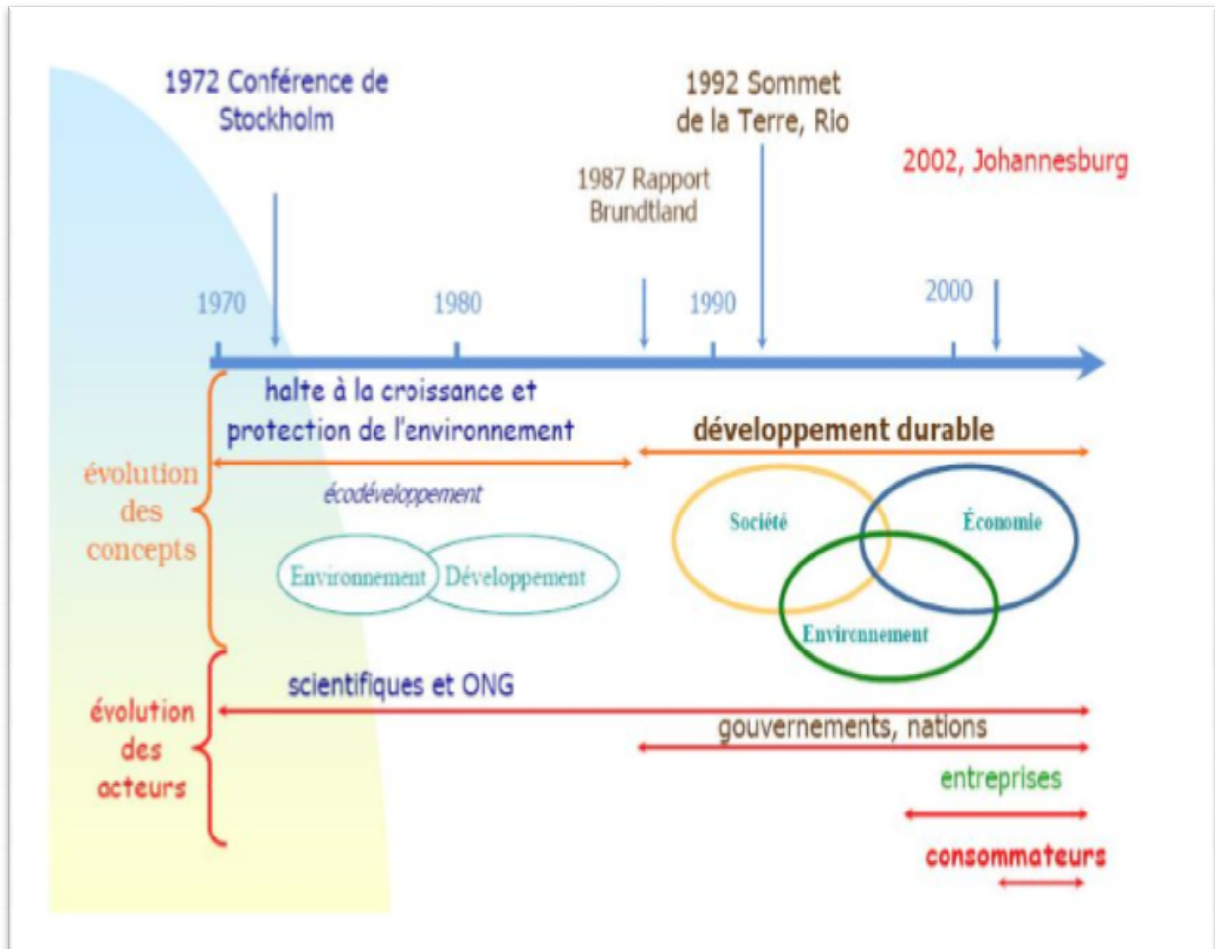 1972 Conférence de
Stockholm
1992 Sommet
de la Terre, Rio
2002, Johannesburg
1987 Rapport
Brundtland
1970
1980
1990
2000
halte à la croissance et
protection de l'environnement
développement durable
évolution
des
concepts
écodéveloppement
Environnement
Développement
Société
Économie
Environnement
scientifiques et ONG
évolution
des
acteurs
gouvernements, nations
entreprises
consommateurs